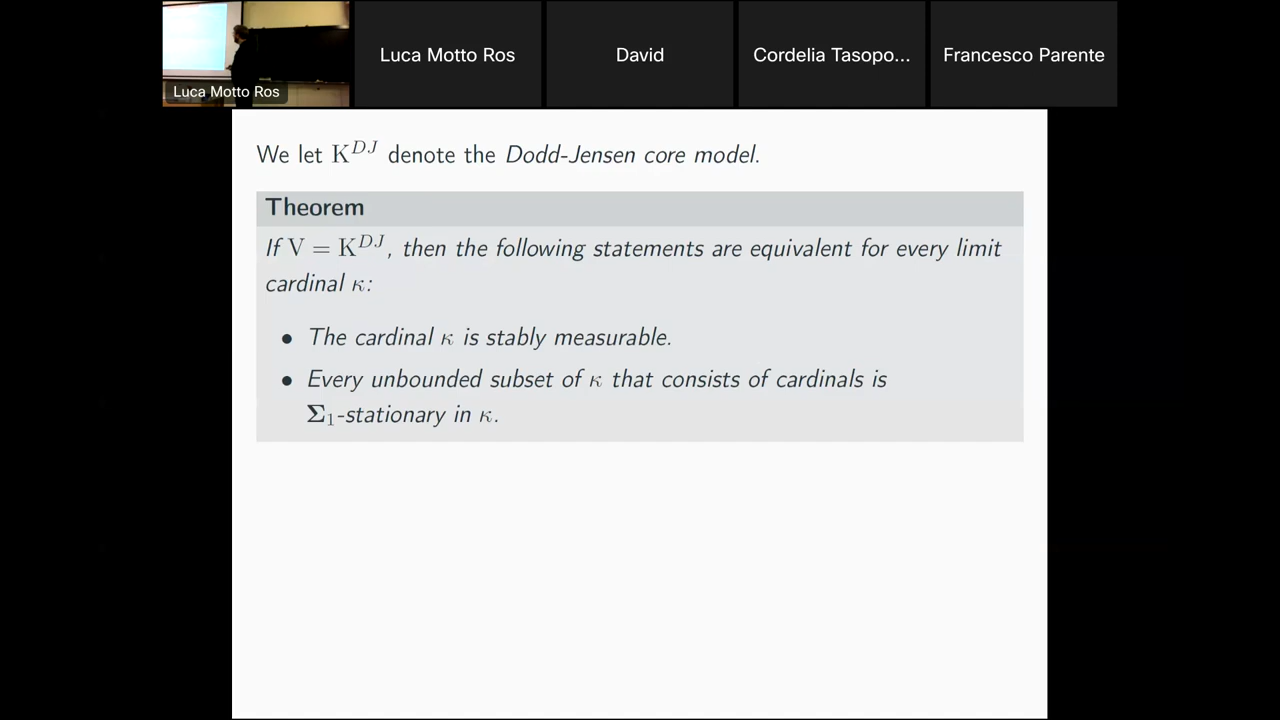 Luca Motto Ros
Luca Motto Ros
David
Cordelia Tasopo...
Francesco Parente
We let K^{DJ} denote the Dodd-Jensen core model.
Theorem
If V = K^{DJ}, then the following statements are equivalent for every limit
cardinal κ:
• The cardinal κ is stably measurable.
• Every unbounded subset of κ that consists of cardinals is
Σ₁-stationary in κ.